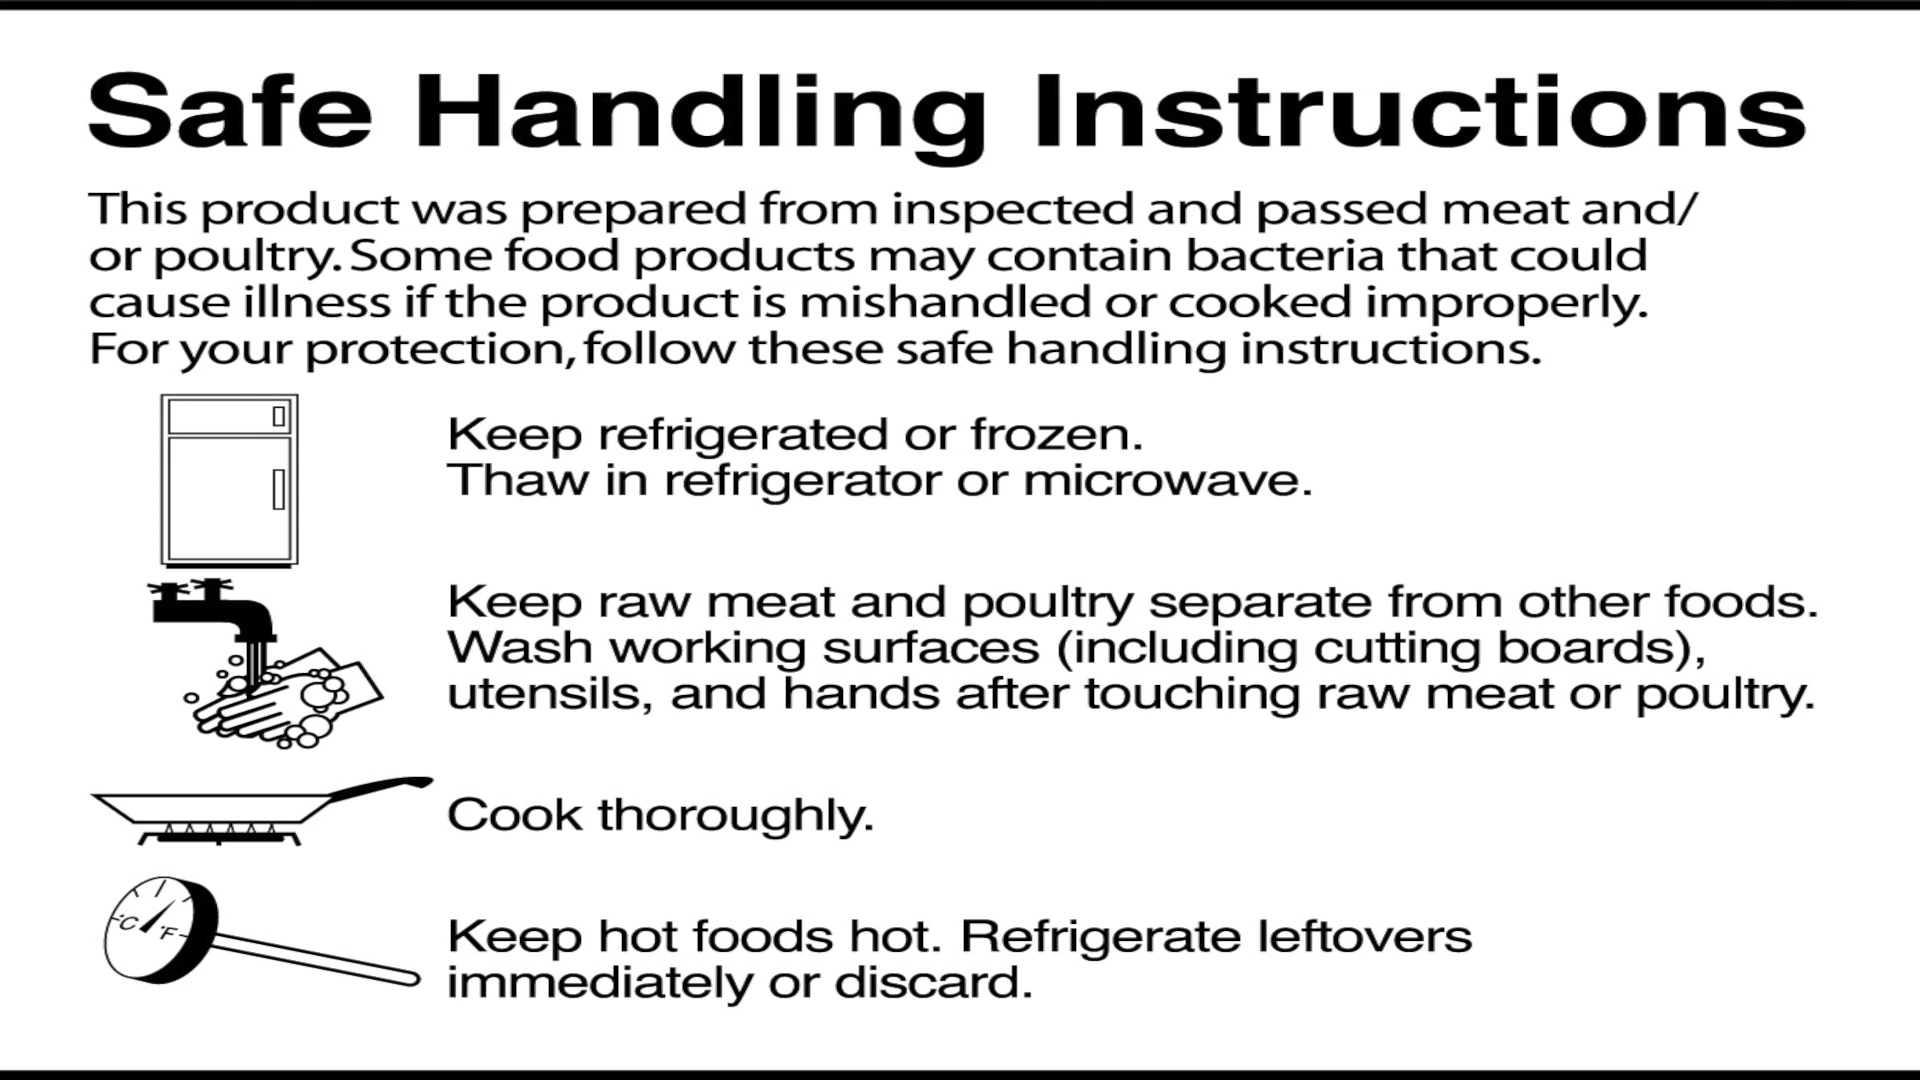 Safe Handling Instructions
This product was prepared from inspected and passed meat and/
or poultry. Some food products may contain bacteria that could
cause illness if the product is mishandled or cooked improperly.
For your protection, follow these safe handling instructions.
Keep refrigerated or frozen.
Thaw in refrigerator or microwave.
Keep raw meat and poultry separate from other foods.
Wash working surfaces (including cutting boards),
utensils, and hands after touching raw meat or poultry.
Cook thoroughly.
°C
°F
Keep hot foods hot. Refrigerate leftovers
immediately or discard.